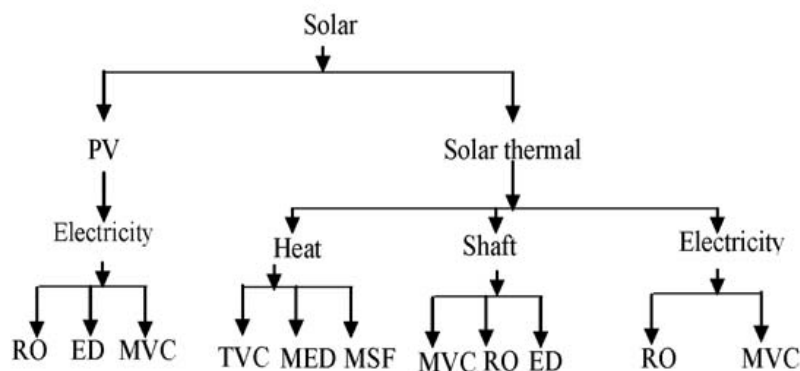 Solar
PV Solar thermal
Electricity Heat Shaft Electricity
RO ED MVC TVC MED MSF MVC RO ED RO MVC